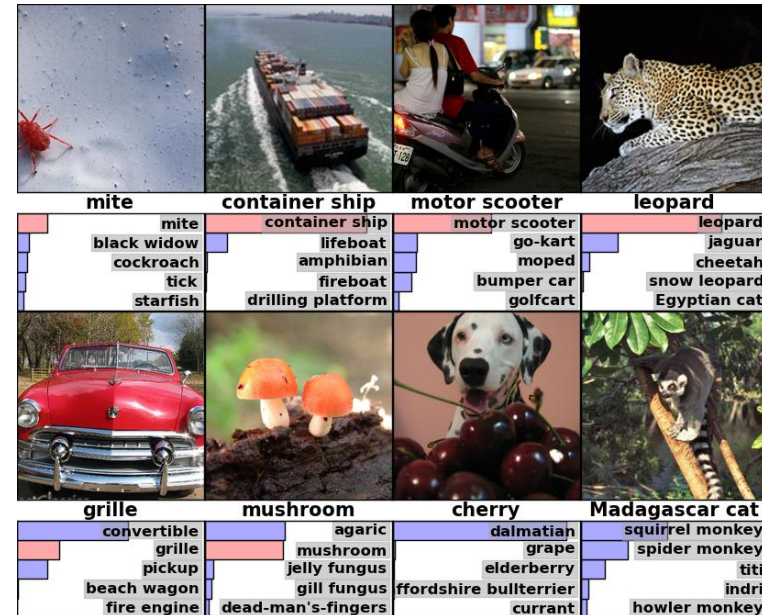 mite
container ship
motor scooter
leopard
mite
black widow
cockroach
tick
starfish
container ship
lifeboat
amphibian
fireboat
drilling platform
motor scooter
go-kart
moped
bumper car
golfcart
leopard
jaguar
cheetah
snow leopard
Egyptian cat
grille
mushroom
cherry
Madagascar cat
convertible
grille
pickup
beach wagon
fire engine
agaric
mushroom
jelly fungus
gill fungus
dead-man's-fingers
dalmatian
grape
elderberry
ffordshire bullterrier
currant
squirrel monkey
spider monkey
titi
indri
howler monkey